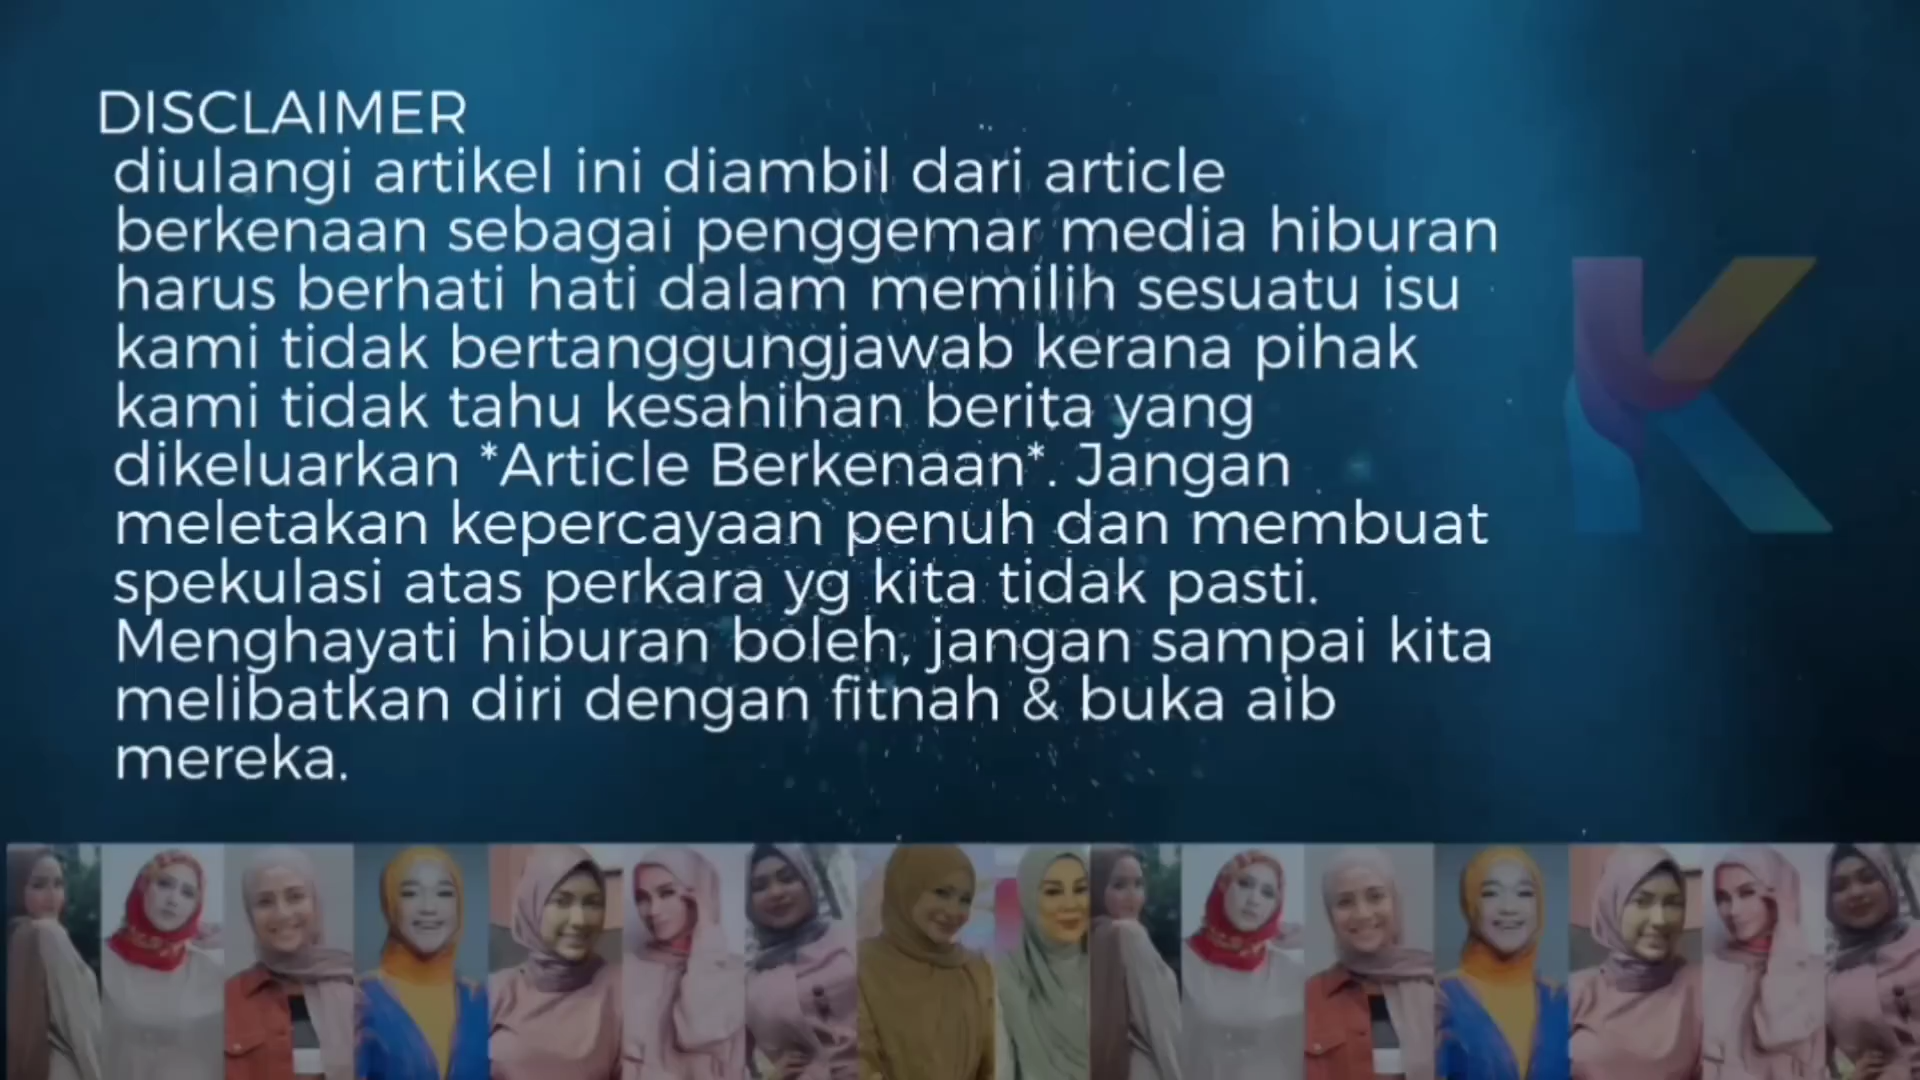 DISCLAIMER
diulangi artikel ini diambil dari article
berkenaan sebagai penggemar media hiburan
harus berhati hati dalam memilih sesuatu isu
kami tidak bertanggungjawab kerana pihak
kami tidak tahu kesahihan berita yang
dikeluarkan *Article Berkenaan*. Jangan
meletakan kepercayaan penuh dan membuat
spekulasi atas perkara yg kita tidak pasti.
Menghayati hiburan boleh, jangan sampai kita
melibatkan diri dengan fitnah & buka aib
mereka.
K